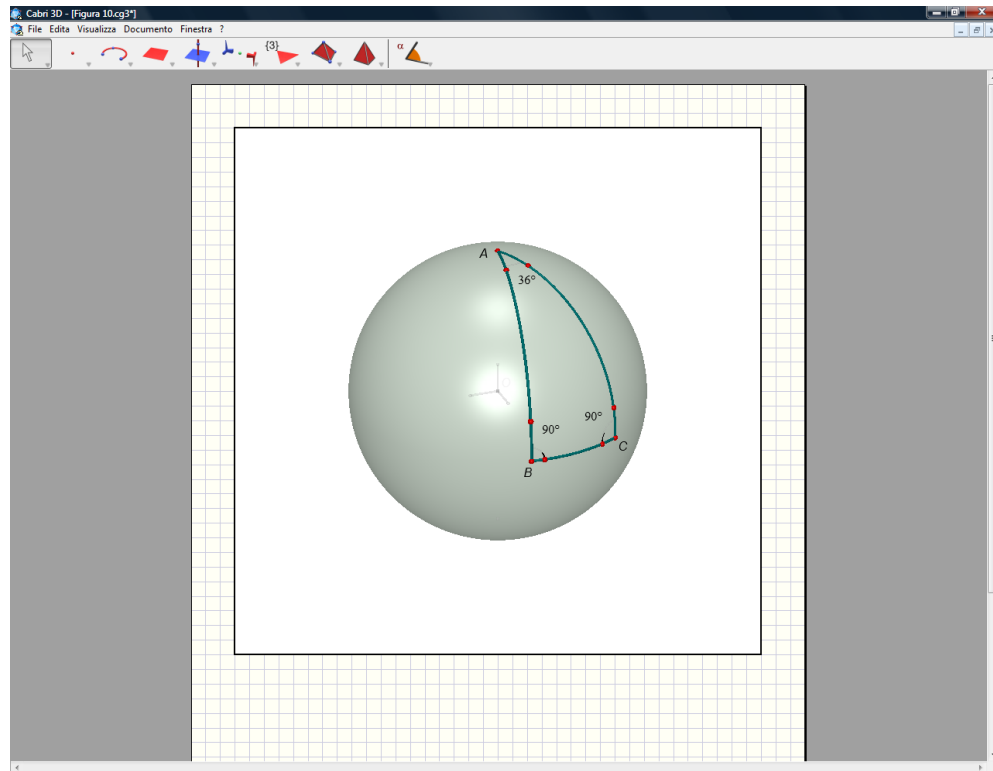 Cabri 3D - [Figura 10.cg3*]
File Edita Visualizza Documento Finestra ?
{3}
α
A
36°
90°
90°
B
C